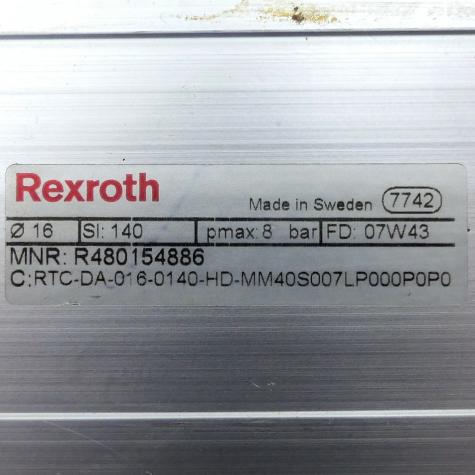 Rexroth Made in Sweden 7742
Ø 16 SI: 140 pmax: 8 bar FD: 07W43
MNR: R480154886
C:RTC-DA-016-0140-HD-MM40S007LP000P0P0